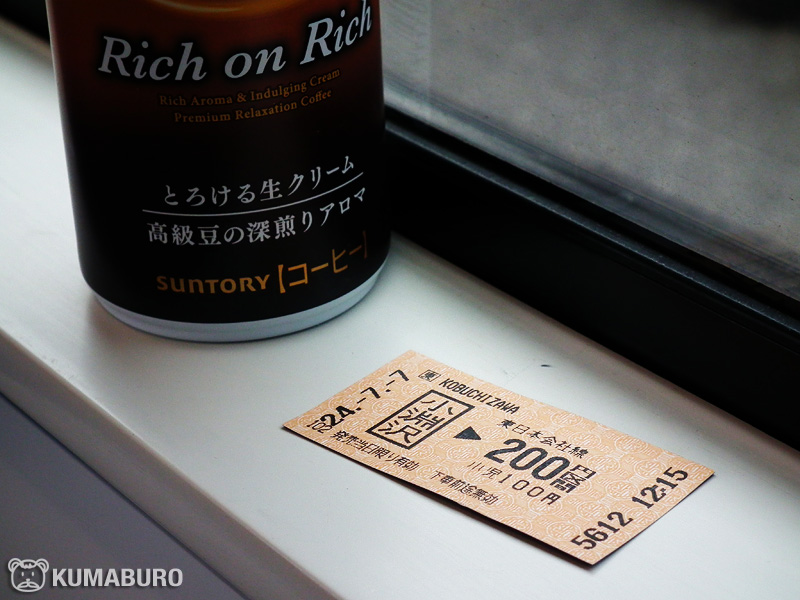 Rich on Rich
Rich Aroma & Indulging Cream
Premium Relaxation Coffee
とろける生クリーム
高級豆の深煎りアロマ
SUNTORY【コーヒー】
24.-7.-7
KOBUCHIZAWA
小淵沢
▶
東日本会社線
200円区間
小児100円
発売当日限り有効
下車前途無効
5612 12:15
KUMABURO